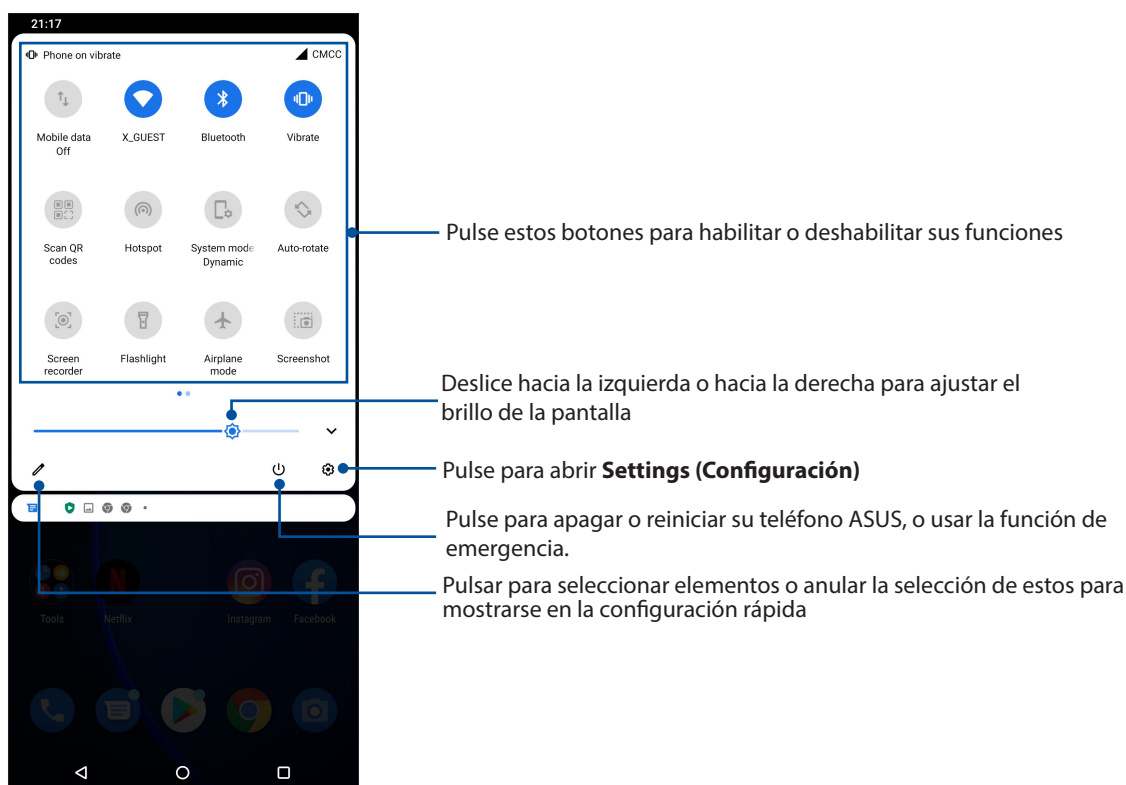 21:17
Phone on vibrate
CMCC
Mobile data
Off
X_GUEST
Bluetooth
Vibrate
Scan QR
codes
Hotspot
System mode
Dynamic
Auto-rotate
Screen
recorder
Flashlight
Airplane
mode
Screenshot
Pulse estos botones para habilitar o deshabilitar sus funciones
Deslice hacia la izquierda o hacia la derecha para ajustar el
brillo de la pantalla
Pulse para abrir Settings (Configuración)
Pulse para apagar o reiniciar su teléfono ASUS, o usar la función de
emergencia.
Pulsar para seleccionar elementos o anular la selección de estos para
mostrarse en la configuración rápida
Tools
Netflix
Instagram
Facebook